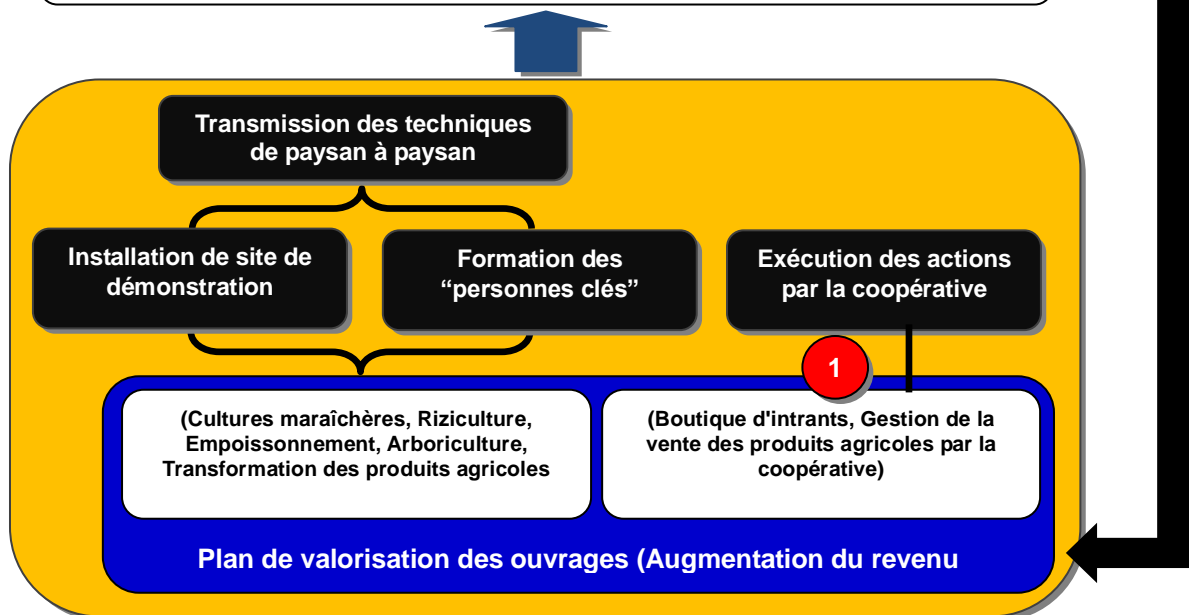 Transmission des techniques
de paysan à paysan
Installation de site de
démonstration
Formation des
“personnes clés”
Exécution des actions
par la coopérative
1
(Cultures maraîchères, Riziculture,
Empoissonnement, Arboriculture,
Transformation des produits agricoles
(Boutique d'intrants, Gestion de la
vente des produits agricoles par la
coopérative)
Plan de valorisation des ouvrages (Augmentation du revenu